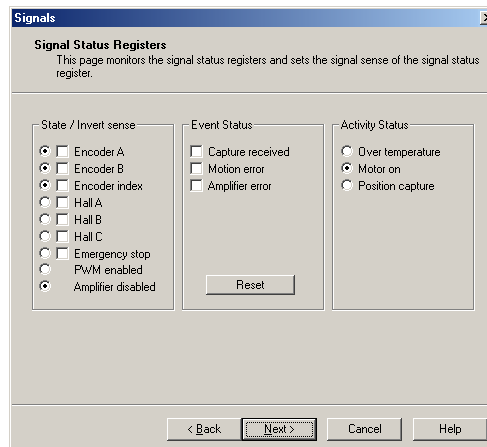 Signals
Signal Status Registers
This page monitors the signal status registers and sets the signal sense of the signal status
register.
State / Invert sense
Encoder A
Encoder B
Encoder index
Hall A
Hall B
Hall C
Emergency stop
PWM enabled
Amplifier disabled
Event Status
Capture received
Motion error
Amplifier error
Reset
Activity Status
Over temperature
Motor on
Position capture
< Back
Next >
Cancel
Help